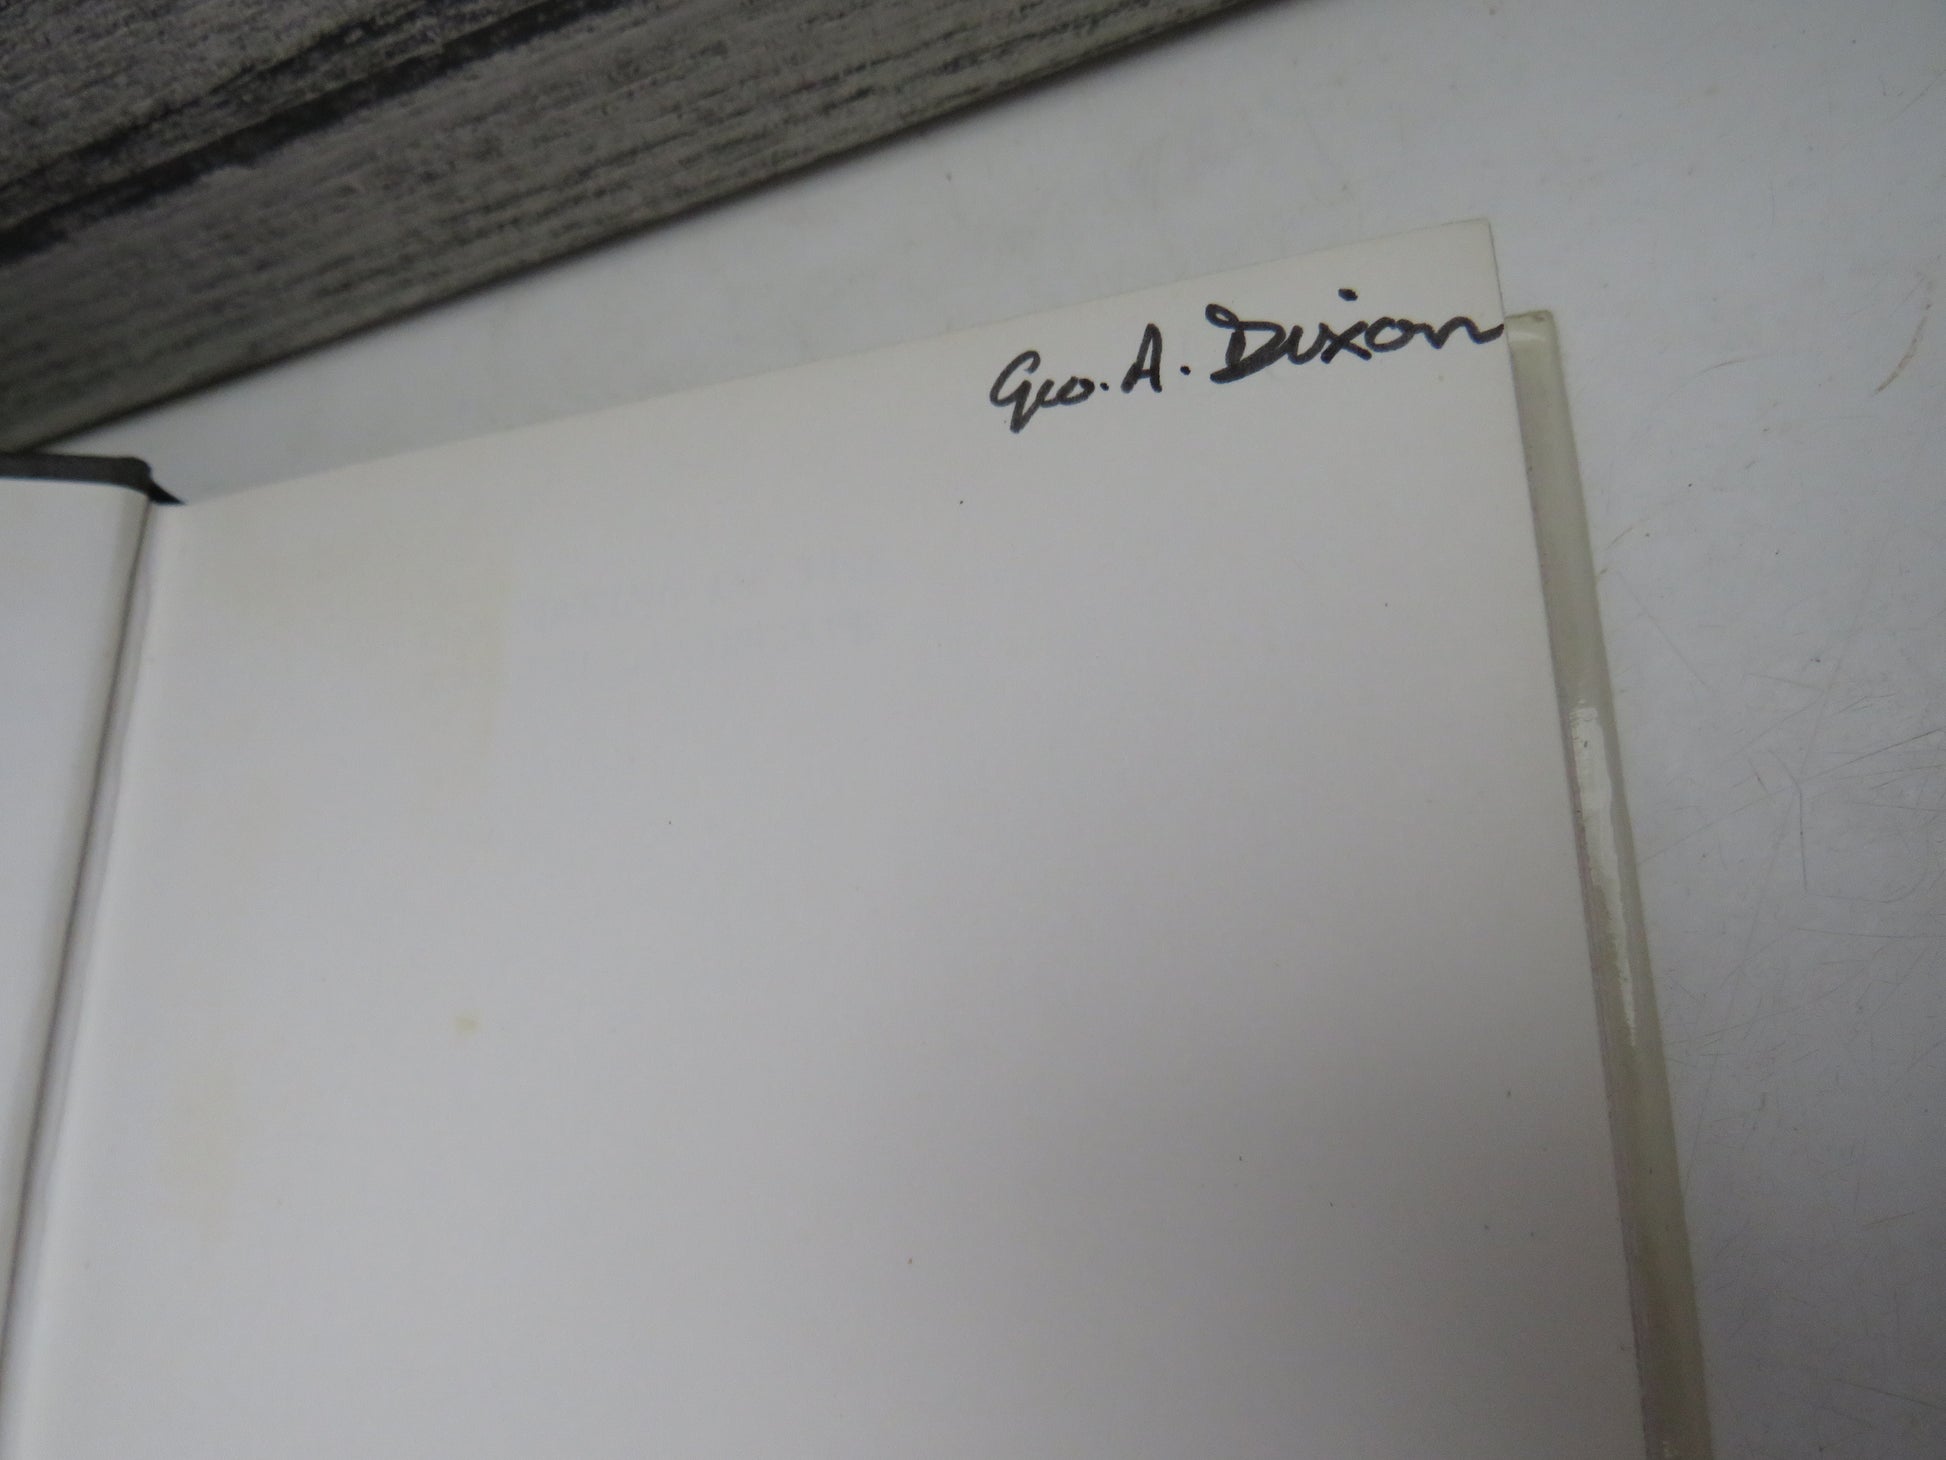 Geo. A. Dixon